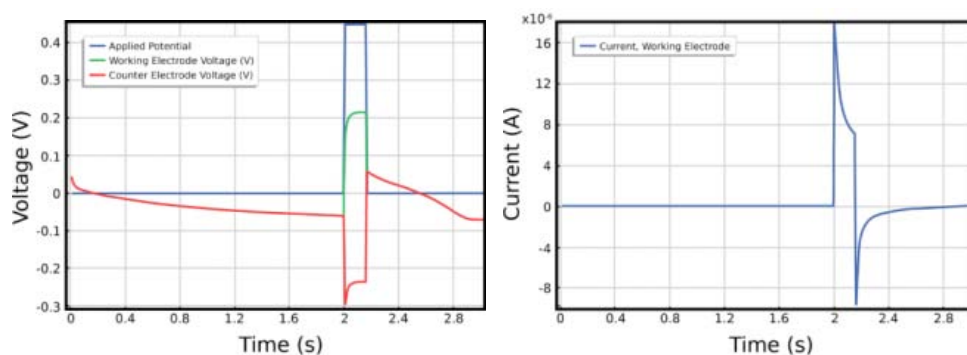 0.4
0.3
0.2
0.1
0
-0.1
-0.2
-0.3
Voltage (V)
Applied Potential
Working Electrode Voltage (V)
Counter Electrode Voltage (V)
0 0.4 0.8 1.2 1.6 2 2.4 2.8
Time (s)
x10⁻⁶
16
12
8
4
0
-4
-8
Current (A)
Current, Working Electrode
0 0.4 0.8 1.2 1.6 2 2.4 2.8
Time (s)